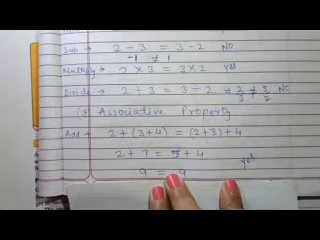 Sub → 2 - 3 = 3 - 2 NO
-1 ≠ 1
Multiply → 2 × 3 = 3 × 2 yes
Divide → 2 ÷ 3 = 3 ÷ 2 → 2/3 ≠ 3/2 NO
(3) Associative Property
Add → 2 + (3 + 4) = (2 + 3) + 4
2 + 7 = 5 + 4 yes
9 = 9